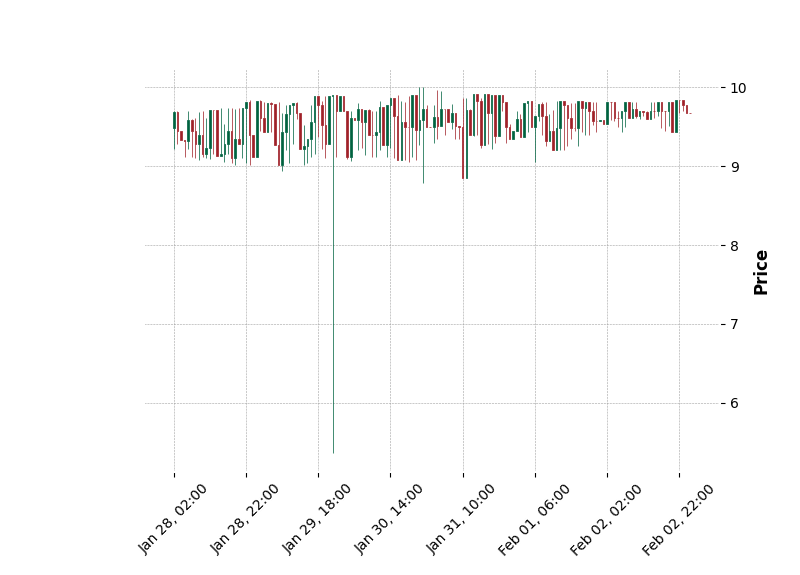 10
9
8
7
6
Price
Jan 28, 02:00
Jan 28, 22:00
Jan 29, 18:00
Jan 30, 14:00
Jan 31, 10:00
Feb 01, 06:00
Feb 02, 02:00
Feb 02, 22:00